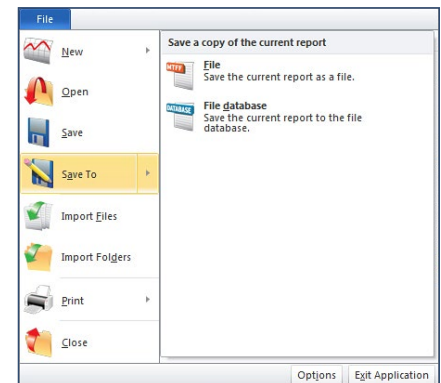 File
New
Open
Save
Save To
Import Files
Import Folders
Print
Close
Save a copy of the current report
MTFF
File
Save the current report as a file.
DATABASE
File database
Save the current report to the file
database.
Options
Exit Application